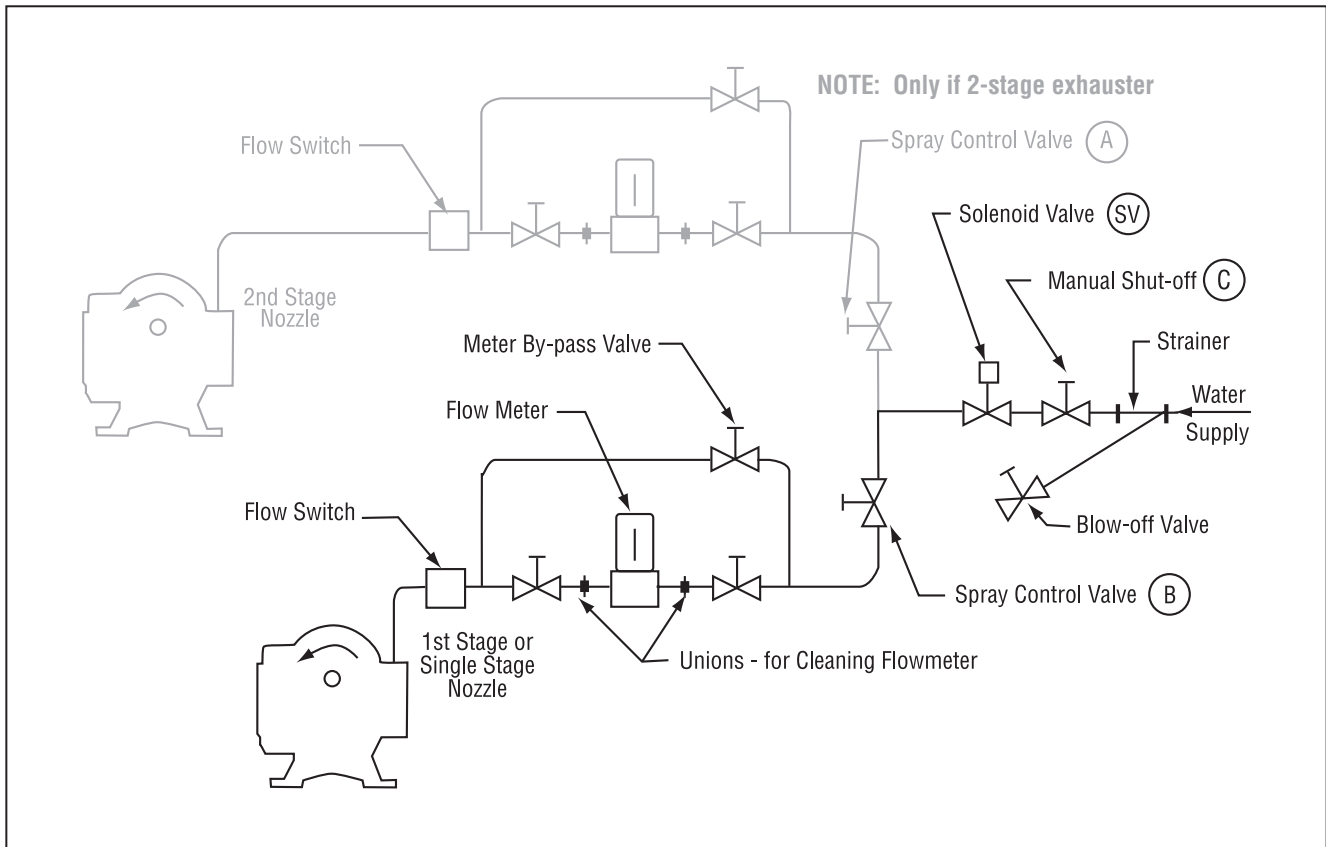 NOTE: Only if 2-stage exhauster
Flow Switch
Spray Control Valve A
Solenoid Valve SV
Manual Shut-off C
2nd Stage
Nozzle
Meter By-pass Valve
Strainer
Flow Meter
Water
Supply
Flow Switch
Blow-off Valve
Spray Control Valve B
1st Stage or
Single Stage
Nozzle
Unions - for Cleaning Flowmeter